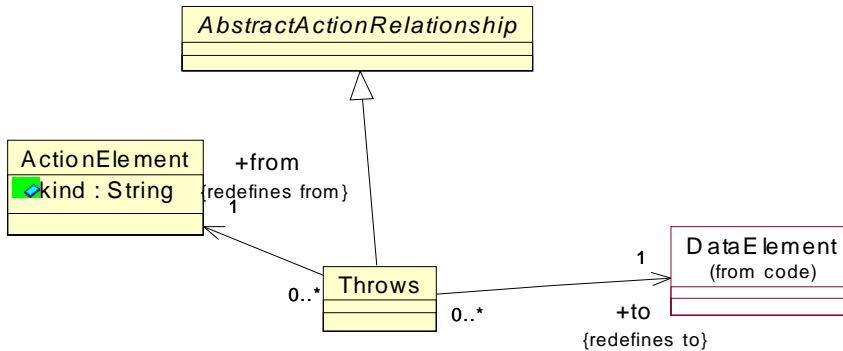 AbstractActionRelationship
ActionElement
kind : String
+from
{redefines from}
1
Throws
0..*
0..*
1
DataElement
(from code)
+to
{redefines to}